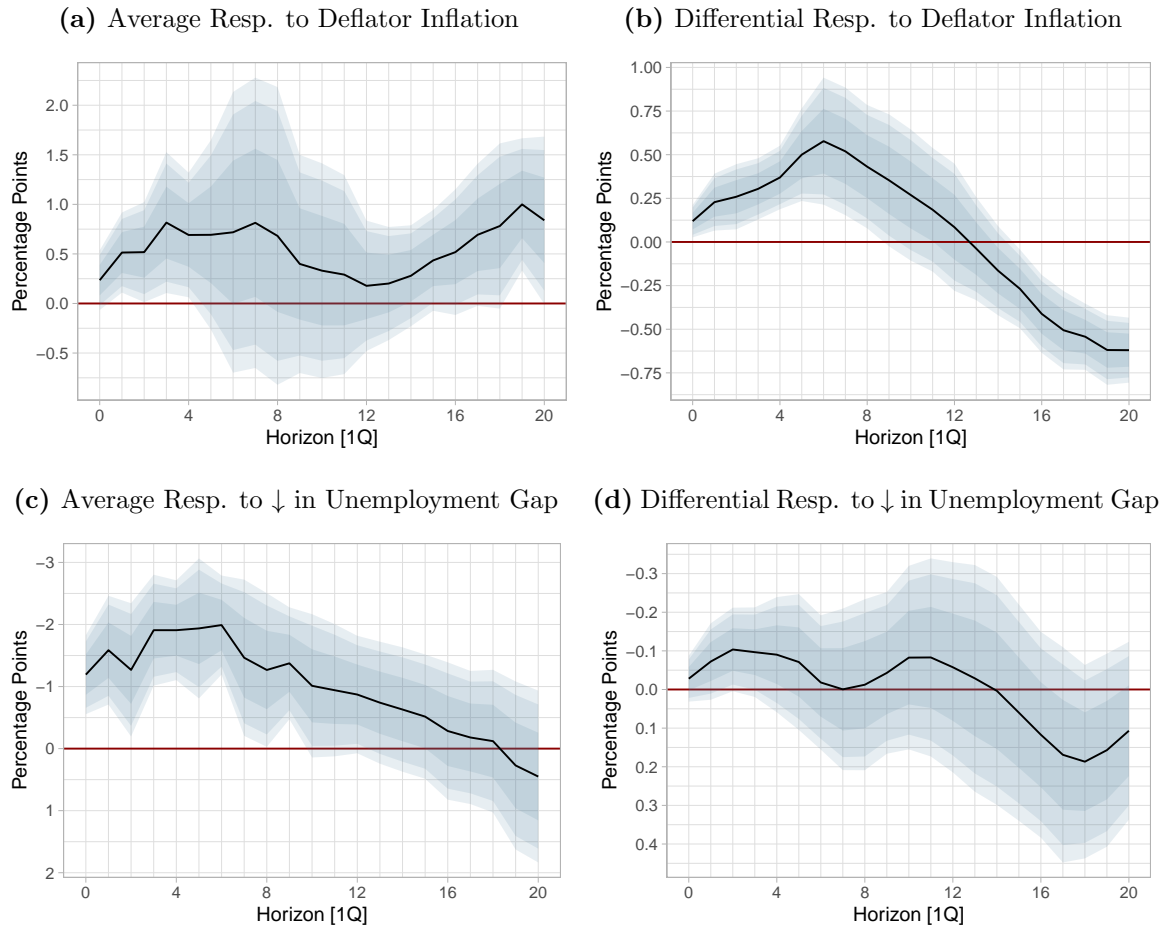 (a) Average Resp. to Deflator Inflation
2.0
1.5
1.0
0.5
0.0
−0.5
Percentage Points
0 4 8 12 16 20
Horizon [1Q]
(b) Differential Resp. to Deflator Inflation
1.00
0.75
0.50
0.25
0.00
−0.25
−0.50
−0.75
Percentage Points
0 4 8 12 16 20
Horizon [1Q]
(c) Average Resp. to ↓ in Unemployment Gap
−3
−2
−1
0
1
2
Percentage Points
0 4 8 12 16 20
Horizon [1Q]
(d) Differential Resp. to ↓ in Unemployment Gap
−0.3
−0.2
−0.1
0.0
0.1
0.2
0.3
0.4
Percentage Points
0 4 8 12 16 20
Horizon [1Q]